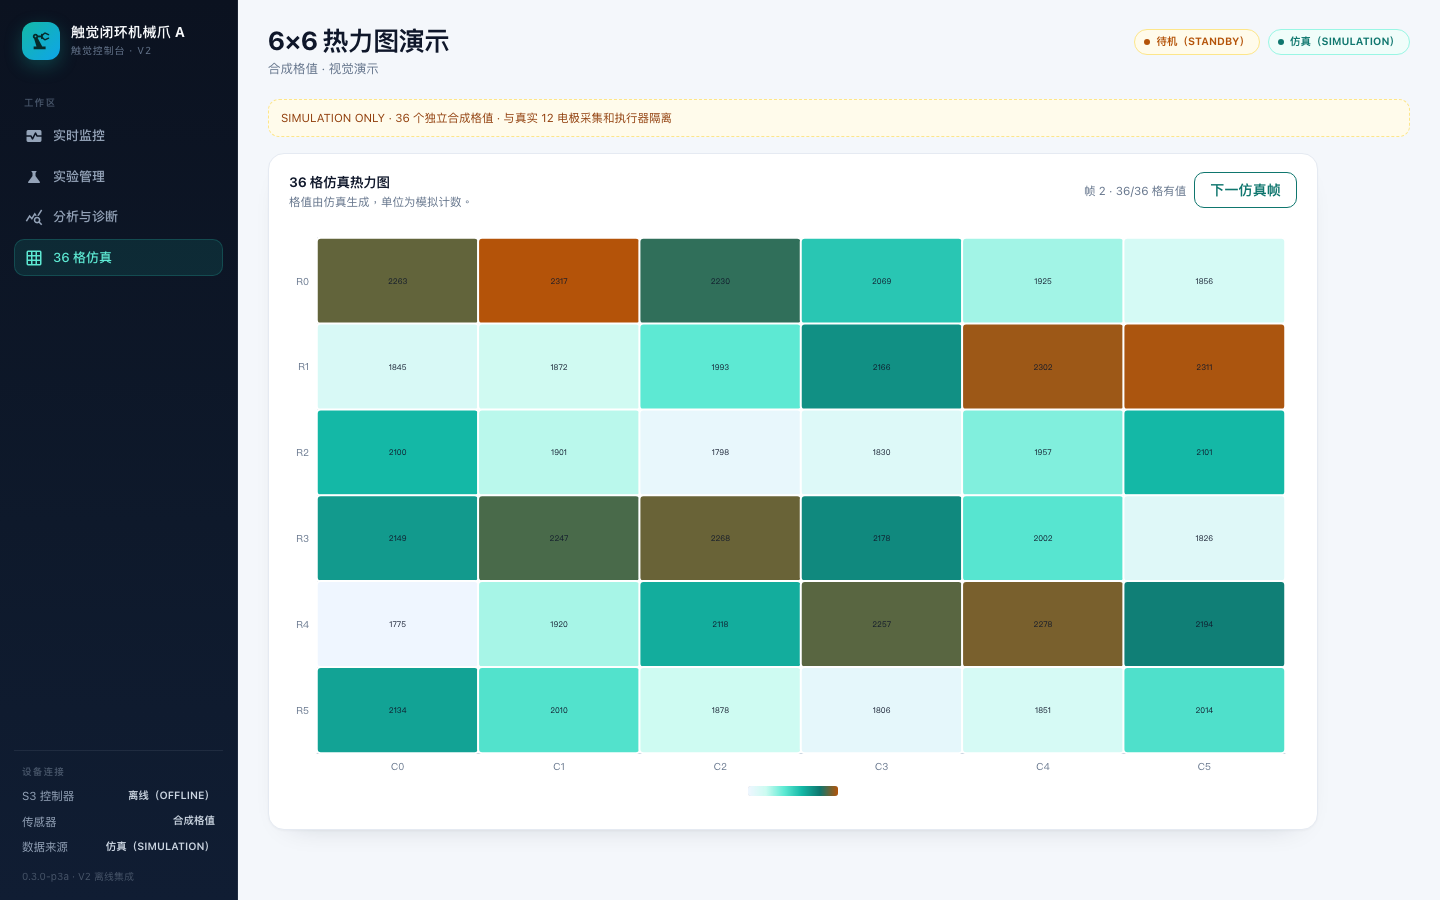 触觉闭环机械爪 A
触觉控制台 · V2
工作区
实时监控
实验管理
分析与诊断
36 格仿真
设备连接
S3 控制器 离线（OFFLINE）
传感器 合成格值
数据来源 仿真（SIMULATION）
0.3.0-p3a · V2 离线集成
6×6 热力图演示
合成格值 · 视觉演示
待机（STANDBY）
仿真（SIMULATION）
SIMULATION ONLY · 36 个独立合成格值 · 与真实 12 电极采集和执行器隔离
36 格仿真热力图
格值由仿真生成，单位为模拟计数。
帧 2 · 36/36 格有值
下一仿真帧
R0 2263 2317 2230 2069 1925 1856
R1 1845 1872 1993 2166 2302 2311
R2 2100 1901 1798 1830 1957 2101
R3 2149 2247 2268 2178 2002 1826
R4 1775 1920 2118 2257 2278 2194
R5 2134 2010 1878 1806 1851 2014
C0 C1 C2 C3 C4 C5